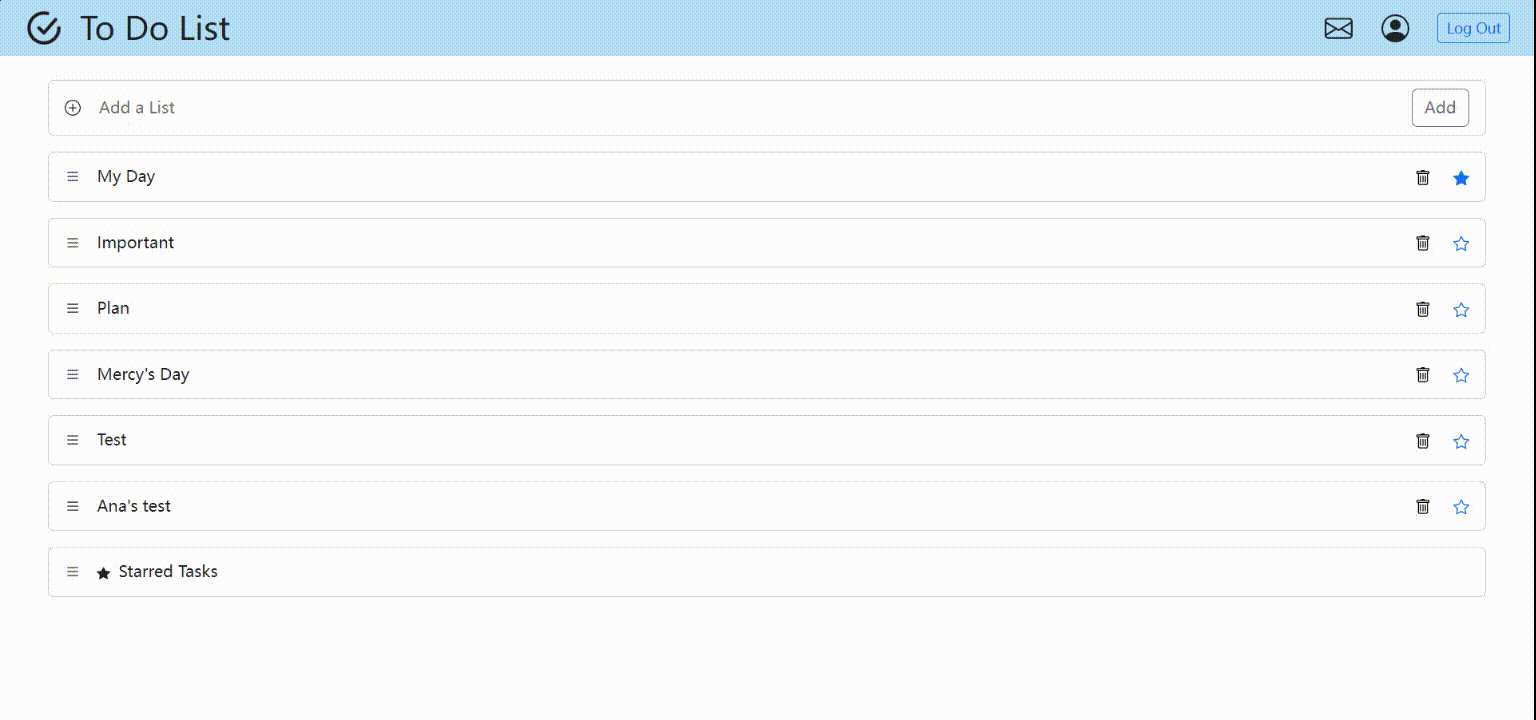 To Do List
Log Out
Add a List
Add
My Day
Important
Plan
Mercy's Day
Test
Ana's test
Starred Tasks